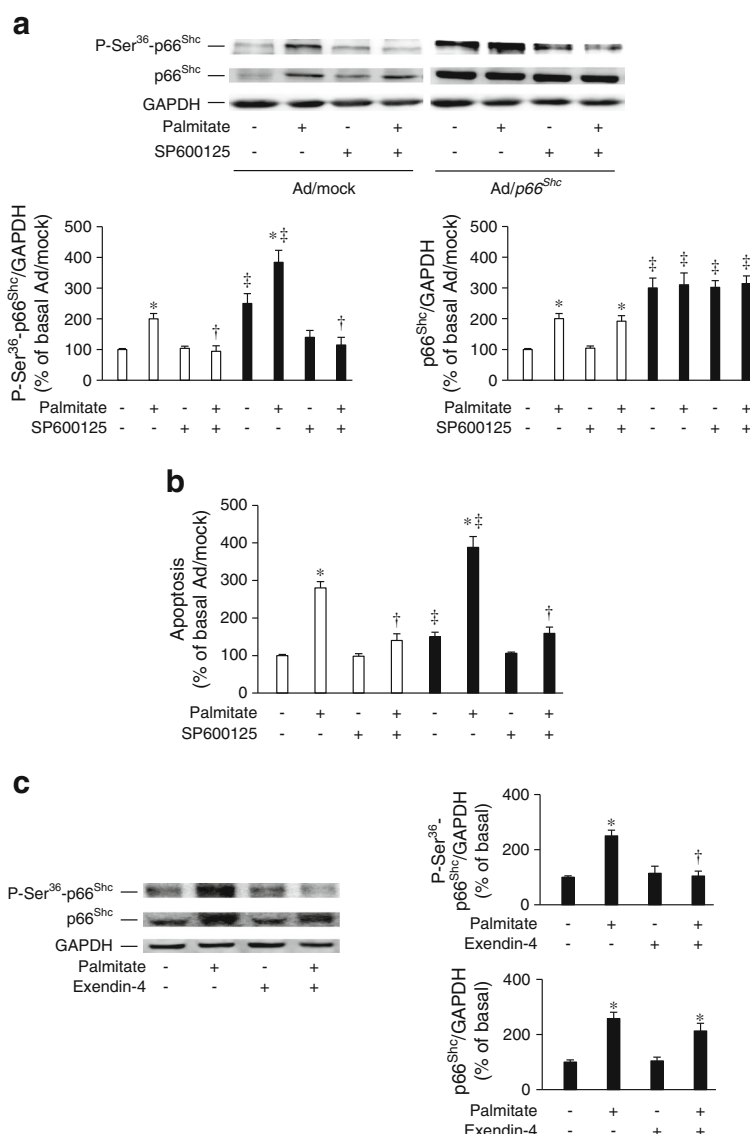 a
P-Ser36-p66Shc
p66Shc
GAPDH
Palmitate - + - + - + - +
SP600125 - - + + - - + +
Ad/mock Ad/p66Shc
P-Ser36-p66Shc/GAPDH
(% of basal Ad/mock)
500
400
300
200
100
0
* † ‡ *‡ †
Palmitate - + - + - + - +
SP600125 - - + + - - + +
p66Shc/GAPDH
(% of basal Ad/mock)
500
400
300
200
100
0
* * ‡ ‡ ‡ ‡
Palmitate - + - + - + - +
SP600125 - - + + - - + +
b
Apoptosis
(% of basal Ad/mock)
500
400
300
200
100
0
* † ‡ *‡ †
Palmitate - + - + - + - +
SP600125 - - + + - - + +
c
P-Ser36-p66Shc
p66Shc
GAPDH
Palmitate - + - +
Exendin-4 - - + +
P-Ser36-
p66Shc/GAPDH
(% of basal)
400
200
0
* †
Palmitate - + - +
Exendin-4 - - + +
p66Shc/GAPDH
(% of basal)
400
200
0
* *
Palmitate - + - +
Exendin-4 - - + +